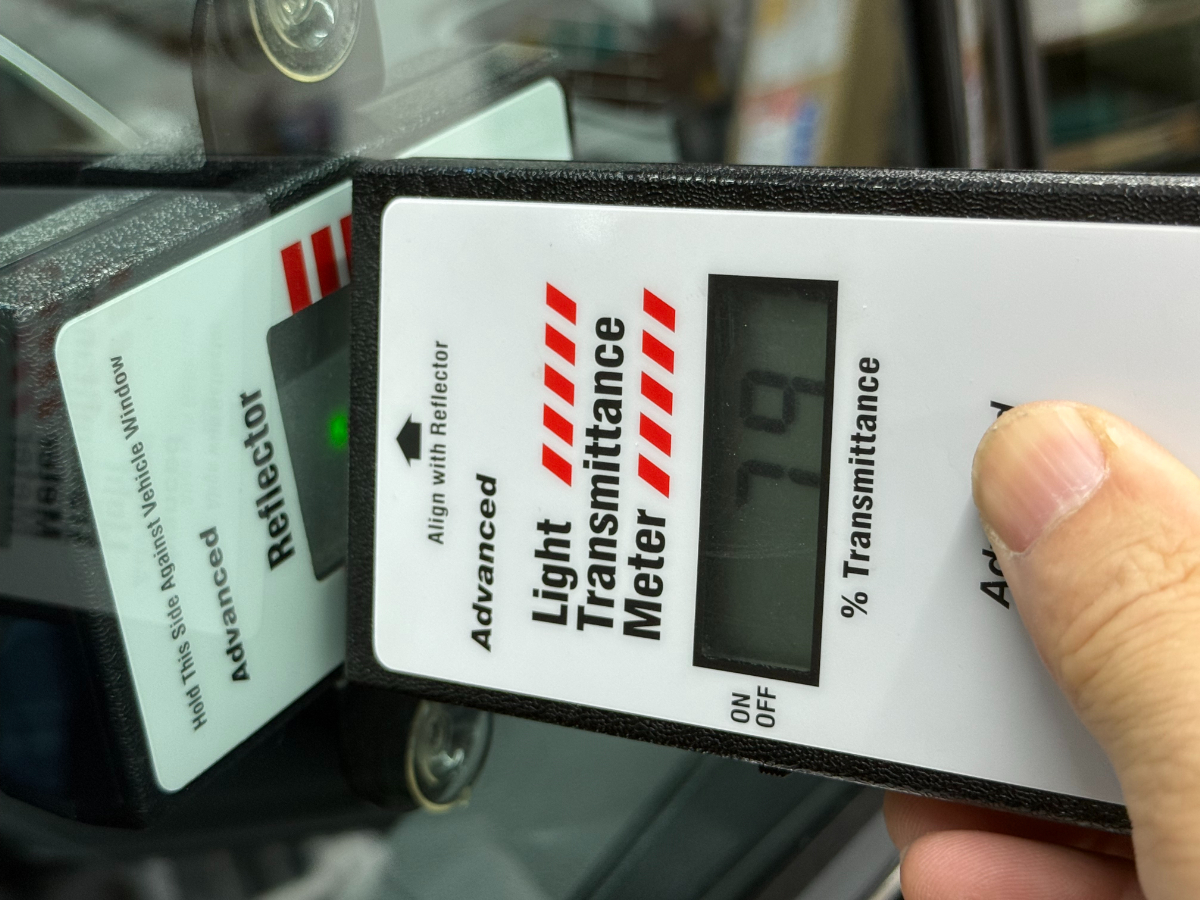 Hold This Side Against Vehicle Window
Advanced
Reflector
Align with Reflector
Advanced
Light
Transmittance
Meter
79
% Transmittance
ON
OFF